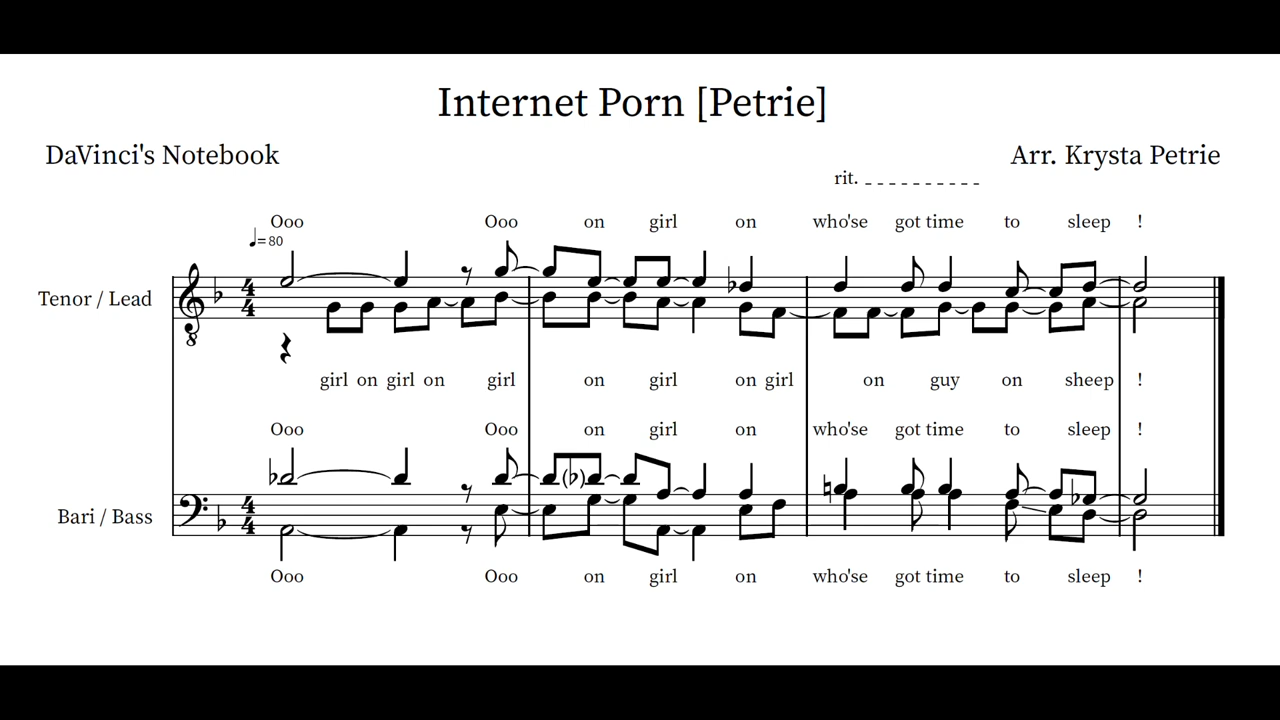 Internet Porn [Petrie]
DaVinci's Notebook
Arr. Krysta Petrie
rit.
Ooo Ooo on girl on who'se got time to sleep !
♩=80
Tenor / Lead
girl on girl on girl on girl on girl on guy on sheep !
Ooo Ooo on girl on who'se got time to sleep !
Bari / Bass
Ooo Ooo on girl on who'se got time to sleep !